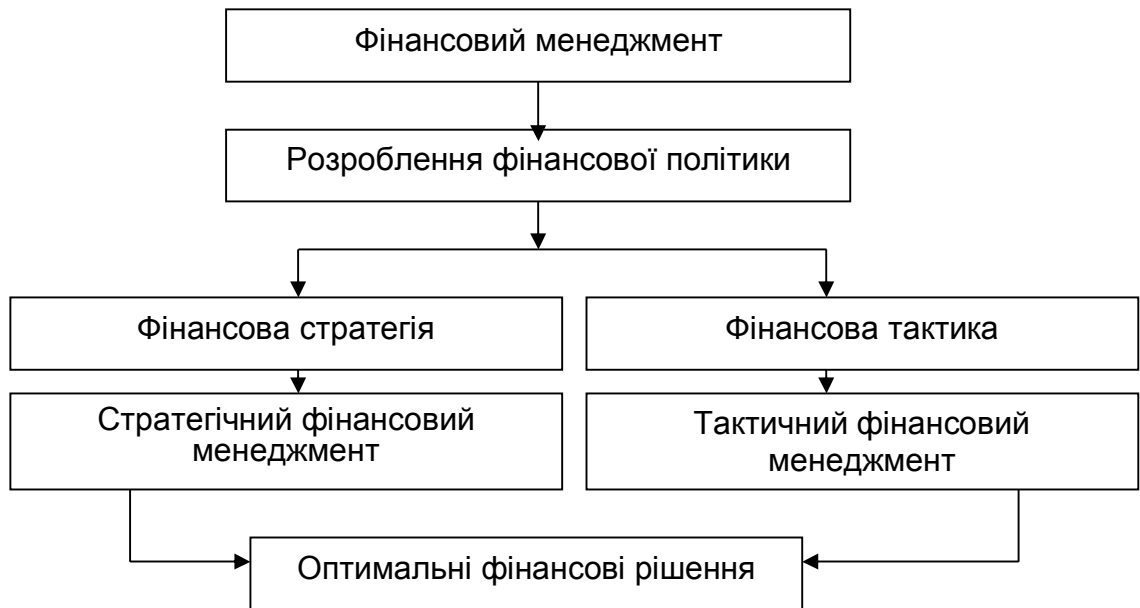 Фінансовий менеджмент
Розроблення фінансової політики
Фінансова стратегія
Фінансова тактика
Стратегічний фінансовий
менеджмент
Тактичний фінансовий
менеджмент
Оптимальні фінансові рішення